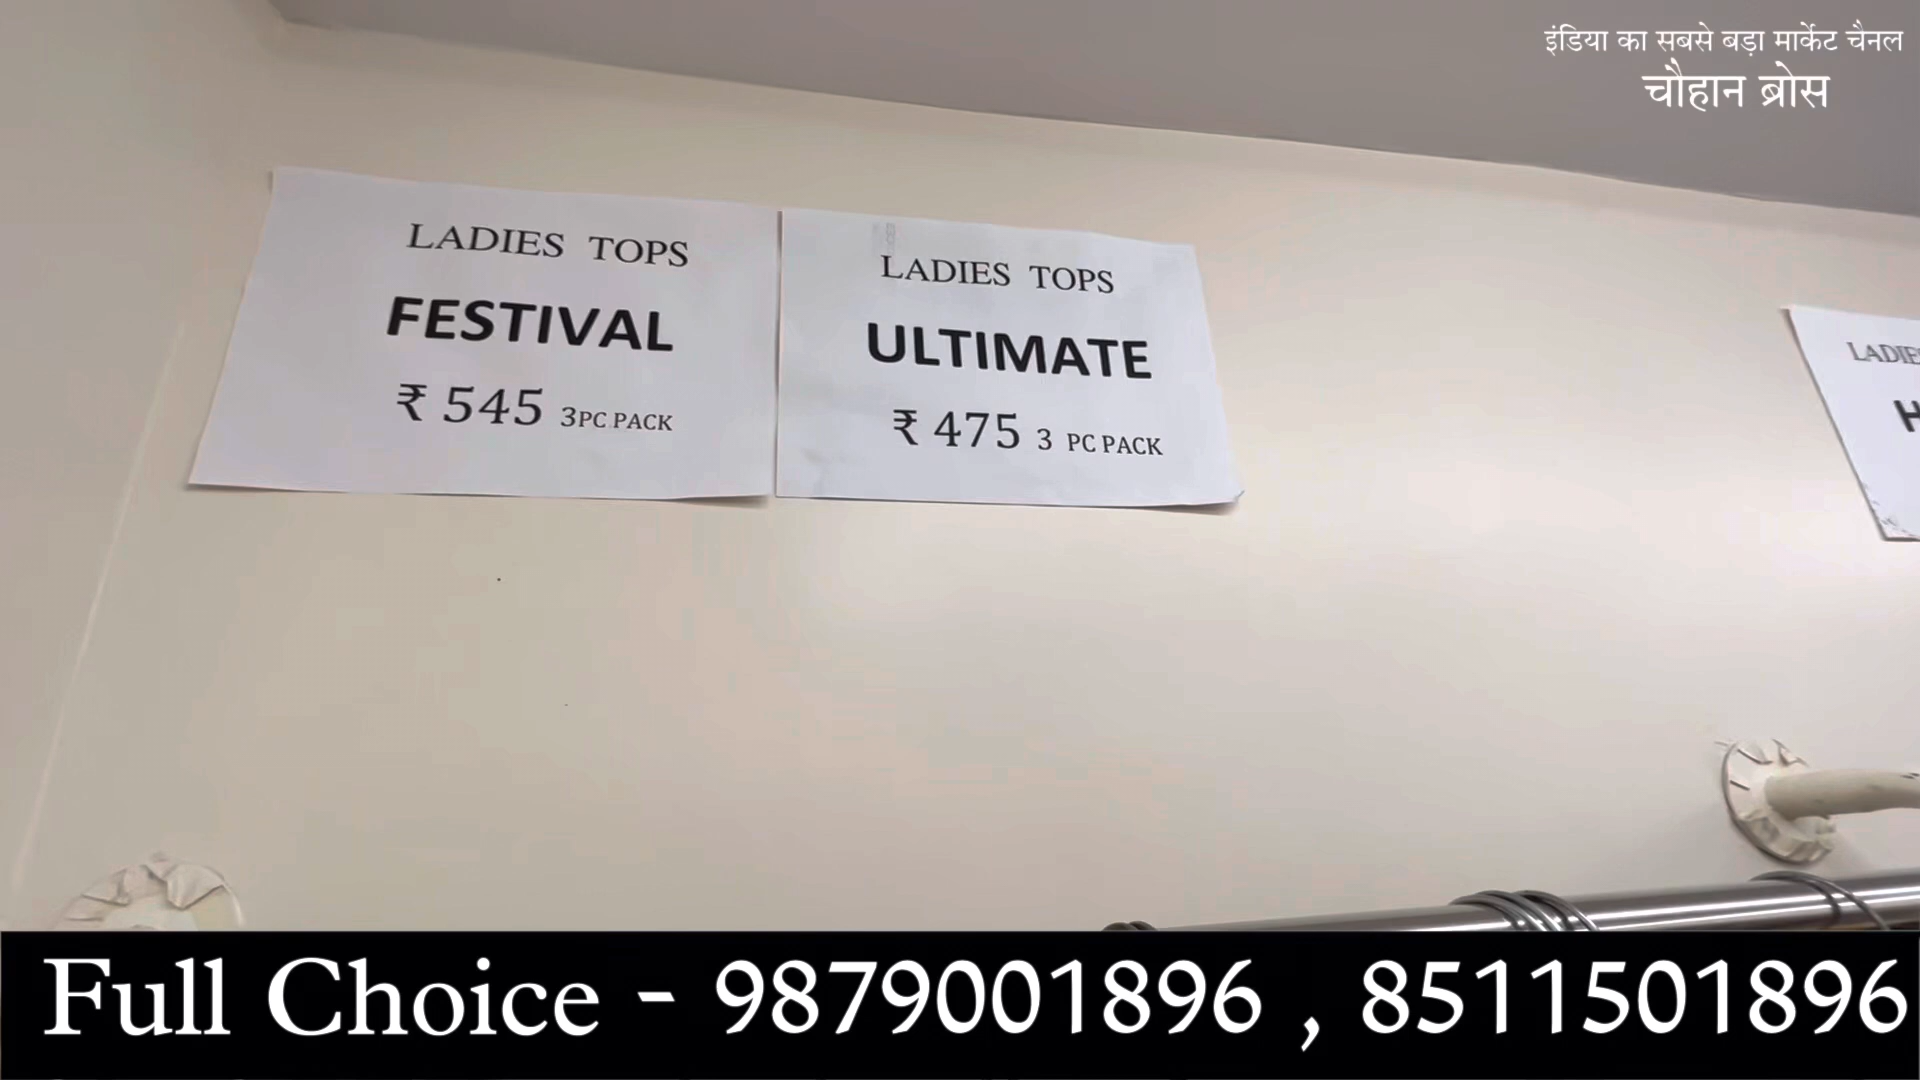 इंडिया का सबसे बड़ा मार्केट चैनल
चौहान ब्रोस
LADIES TOPS
FESTIVAL
₹ 545 3PC PACK
LADIES TOPS
ULTIMATE
₹ 475 3 PC PACK
Full Choice - 9879001896 , 8511501896